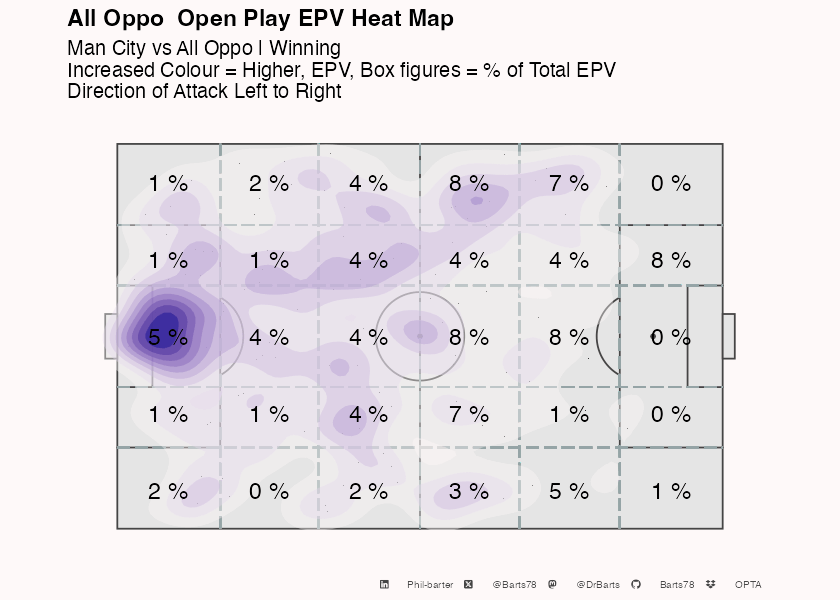 All Oppo  Open Play EPV Heat Map
Man City vs All Oppo | Winning
Increased Colour = Higher, EPV, Box figures = % of Total EPV
Direction of Attack Left to Right
1 % 2 % 4 % 8 % 7 % 0 %
1 % 1 % 4 % 4 % 4 % 8 %
5 % 4 % 4 % 8 % 8 % 0 %
1 % 1 % 4 % 7 % 1 % 0 %
2 % 0 % 2 % 3 % 5 % 1 %
Phil-barter @Barts78 @DrBarts Barts78 OPTA